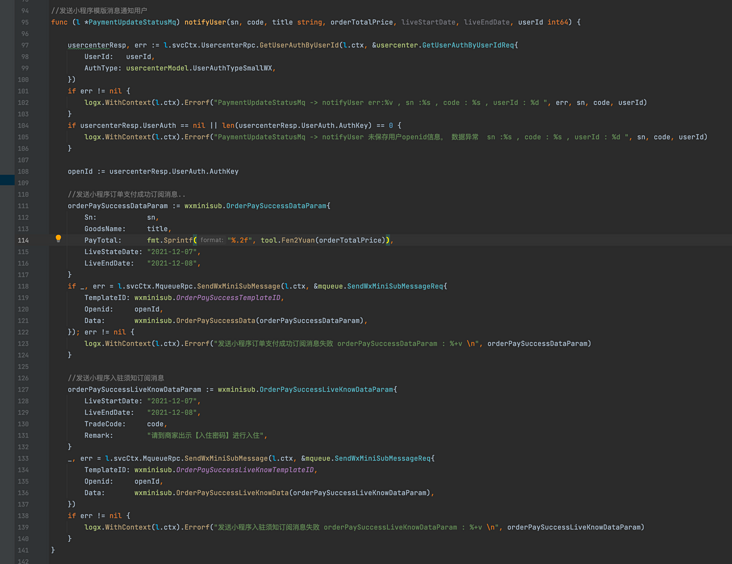 94 //发送小程序模版消息通知用户
95 func (l *PaymentUpdateStatusMq) notifyUser(sn, code, title string, orderTotalPrice, liveStartDate, liveEndDate, userId int64) {
96
97 usercenterResp, err := l.svcCtx.UsercenterRpc.GetUserAuthByUserId(l.ctx, &usercenter.GetUserAuthByUserIdReq{
98 UserId: userId,
99 AuthType: usercenterModel.UserAuthTypeSmallWX,
100 })
101 if err != nil {
102 logx.WithContext(l.ctx).Errorf("PaymentUpdateStatusMq -> notifyUser err:%v , sn :%s , code : %s , userId : %d ", err, sn, code, userId)
103 }
104 if usercenterResp.UserAuth == nil || len(usercenterResp.UserAuth.AuthKey) == 0 {
105 logx.WithContext(l.ctx).Errorf("PaymentUpdateStatusMq -> notifyUser 未保存用户openid信息, 数据异常  sn :%s , code : %s , userId : %d ", sn, code, userId)
106 }
107
108 openId := usercenterResp.UserAuth.AuthKey
109
110 //发送小程序订单支付成功订阅消息..
111 orderPaySuccessDataParam := wxminisub.OrderPaySuccessDataParam{
112 Sn: sn,
113 GoodsName: title,
114 PayTotal: fmt.Sprintf( format: "%.2f", tool.Fen2Yuan(orderTotalPrice)),
115 LiveStateDate: "2021-12-07",
116 LiveEndDate: "2021-12-08",
117 }
118 if _, err = l.svcCtx.MqueueRpc.SendWxMiniSubMessage(l.ctx, &mqueue.SendWxMiniSubMessageReq{
119 TemplateID: wxminisub.OrderPaySuccessTemplateID,
120 Openid: openId,
121 Data: wxminisub.OrderPaySuccessData(orderPaySuccessDataParam),
122 }); err != nil {
123 logx.WithContext(l.ctx).Errorf("发送小程序订单支付成功订阅消息失败 orderPaySuccessDataParam : %+v \n", orderPaySuccessDataParam)
124 }
125
126 //发送小程序入驻须知订阅消息
127 orderPaySuccessLiveKnowDataParam := wxminisub.OrderPaySuccessLiveKnowDataParam{
128 LiveStartDate: "2021-12-07",
129 LiveEndDate: "2021-12-08",
130 TradeCode: code,
131 Remark: "请到商家出示【入住密码】进行入住",
132 }
133 _, err = l.svcCtx.MqueueRpc.SendWxMiniSubMessage(l.ctx, &mqueue.SendWxMiniSubMessageReq{
134 TemplateID: wxminisub.OrderPaySuccessLiveKnowTemplateID,
135 Openid: openId,
136 Data: wxminisub.OrderPaySuccessLiveKnowData(orderPaySuccessLiveKnowDataParam),
137 })
138 if err != nil {
139 logx.WithContext(l.ctx).Errorf("发送小程序入驻须知订阅消息失败 orderPaySuccessLiveKnowDataParam : %+v \n", orderPaySuccessLiveKnowDataParam)
140 }
141 }
142